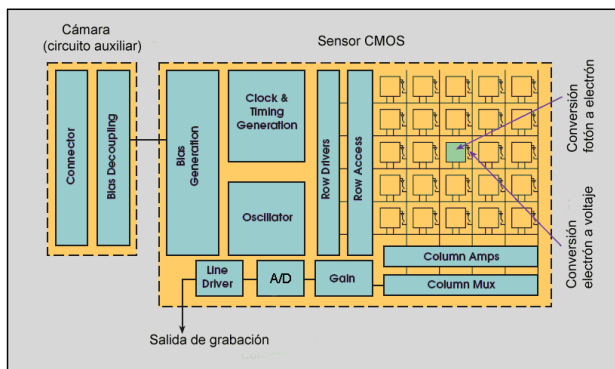 Cámara
(circuito auxiliar)
Sensor CMOS
Connector
Bias Decoupling
Bias
Generation
Clock &
Timing
Generation
Oscillator
Row Drivers
Row Access
Column Amps
Column Mux
Line
Driver
A/D
Gain
Salida de grabación
Conversión
fotón a electrón
Conversión
electrón a voltaje